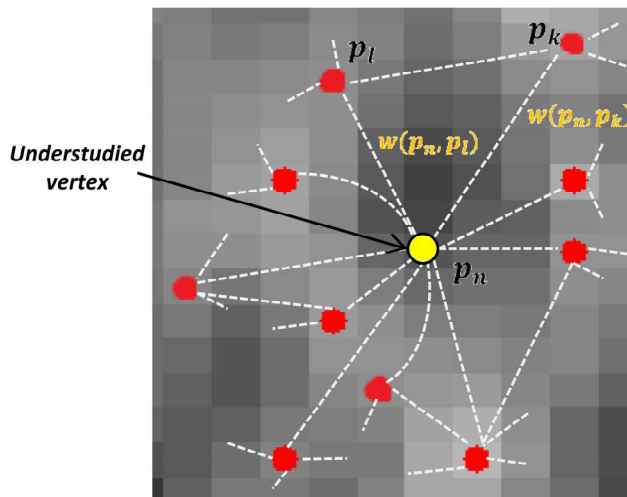 p_l
p_k
w(p_n, p_l)
w(p_n, p_k)
Understudied
vertex
p_n